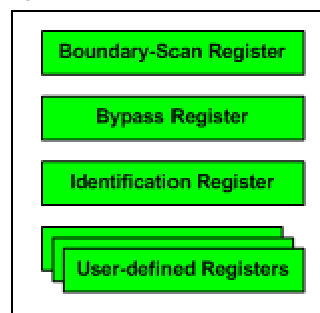 Boundary-Scan Register
Bypass Register
Identification Register
User-defined Registers